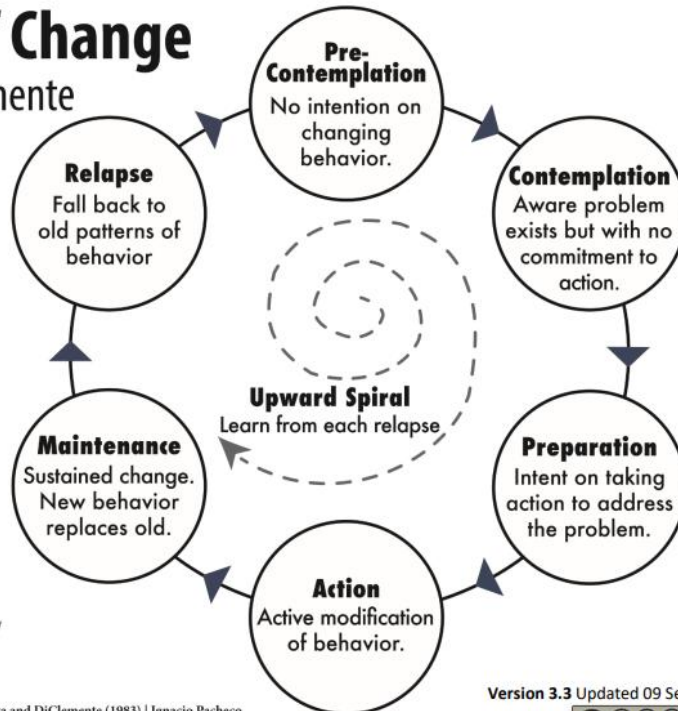 Change
Pre-
Contemplation
No intention on
changing
behavior.
Contemplation
Aware problem
exists but with no
commitment to
action.
Preparation
Intent on taking
action to address
the problem.
Action
Active modification
of behavior.
Maintenance
Sustained change.
New behavior
replaces old.
Relapse
Fall back to
old patterns of
behavior
Upward Spiral
Learn from each relapse
and DiClemente (1983) | Ignacio Pacheco
Version 3.3 Updated 09